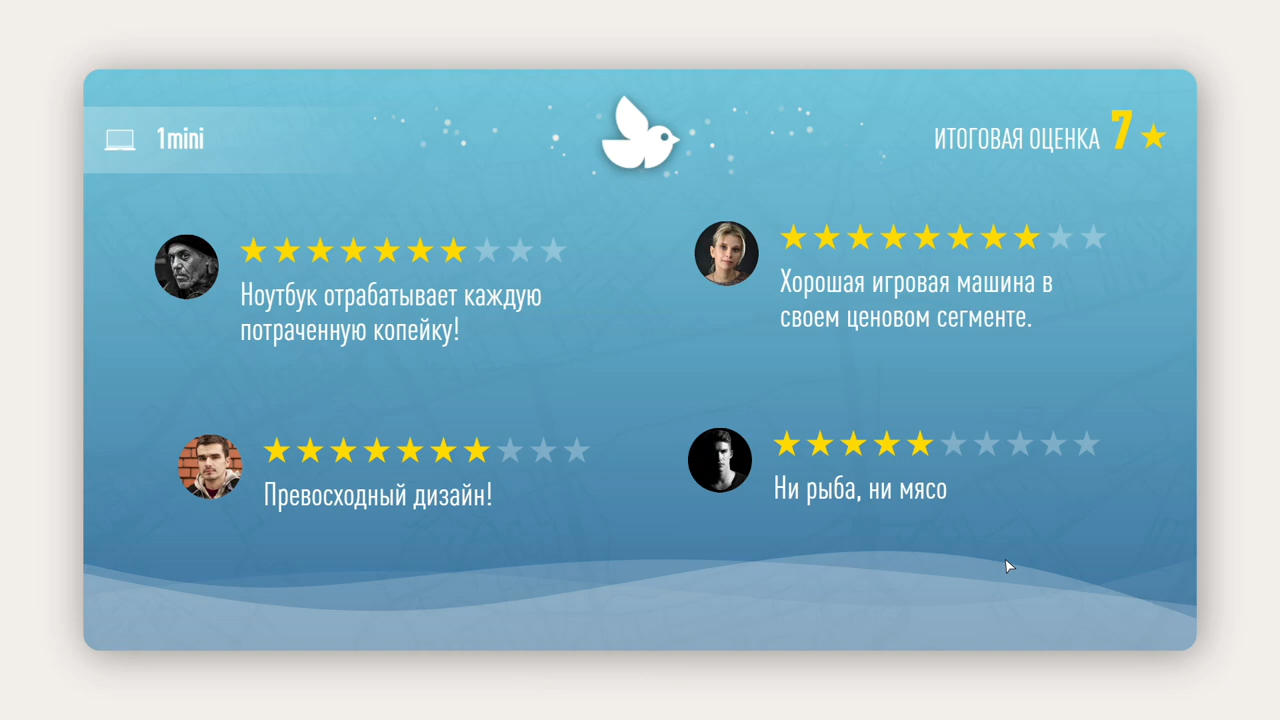 1mini
ИТОГОВАЯ ОЦЕНКА 7
Ноутбук отрабатывает каждую
потраченную копейку!
Хорошая игровая машина в
своем ценовом сегменте.
Превосходный дизайн!
Ни рыба, ни мясо